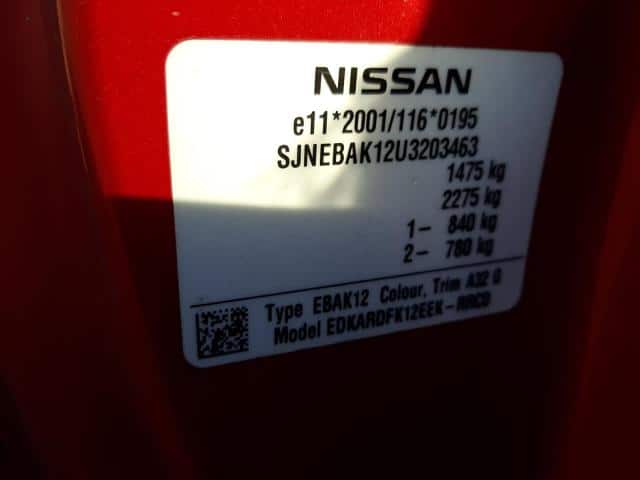 NISSAN
e11*2001/116*0195
SJNEBAK12U3203463
1475 kg
2275 kg
1- 840 kg
2- 780 kg
Type EBAK12 Colour, Trim A32 G
Model EDKARDFK12EEK-RRCD